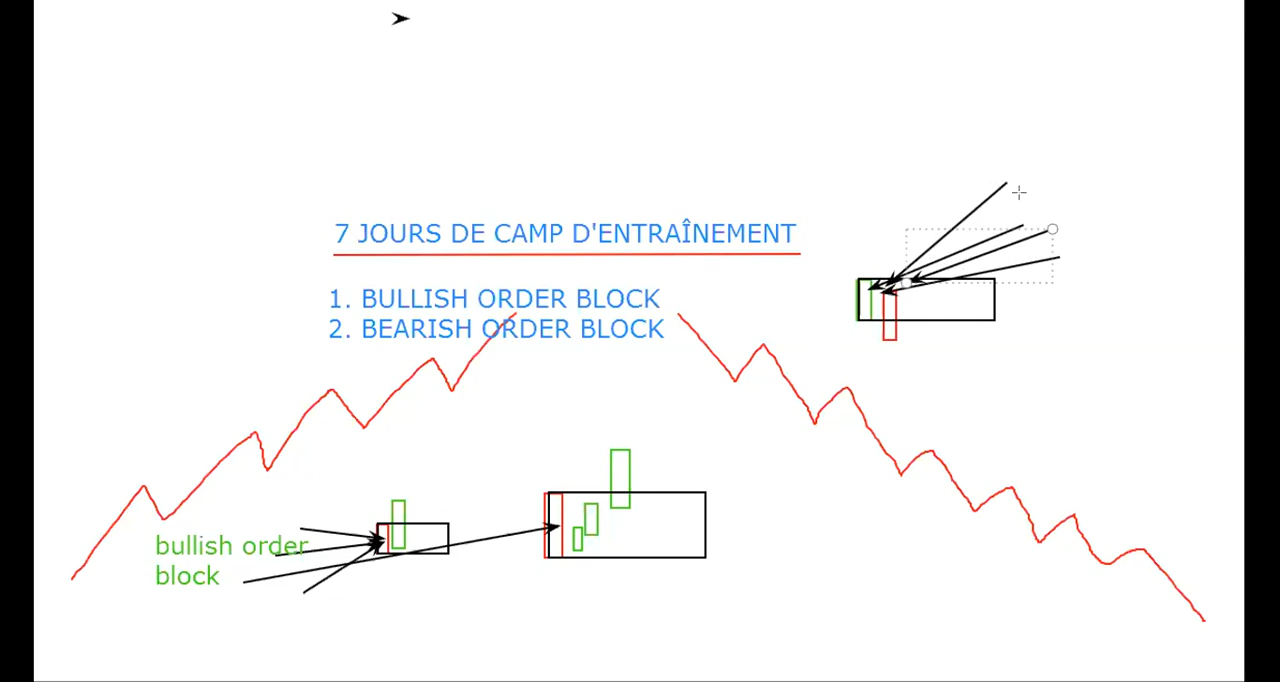 7 JOURS DE CAMP D'ENTRAÎNEMENT
1. BULLISH ORDER BLOCK
2. BEARISH ORDER BLOCK
bullish order
block